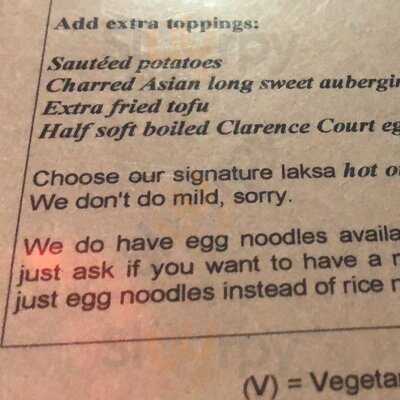 Add extra toppings:
Sautéed potatoes
Charred Asian long sweet
Extra fried tofu
Half soft boiled Clarence Court
Choose our signature laksa hot
We don't do mild, sorry.
We do have egg noodles
just ask if you want to have a
just egg noodles instead of rice
(V) =